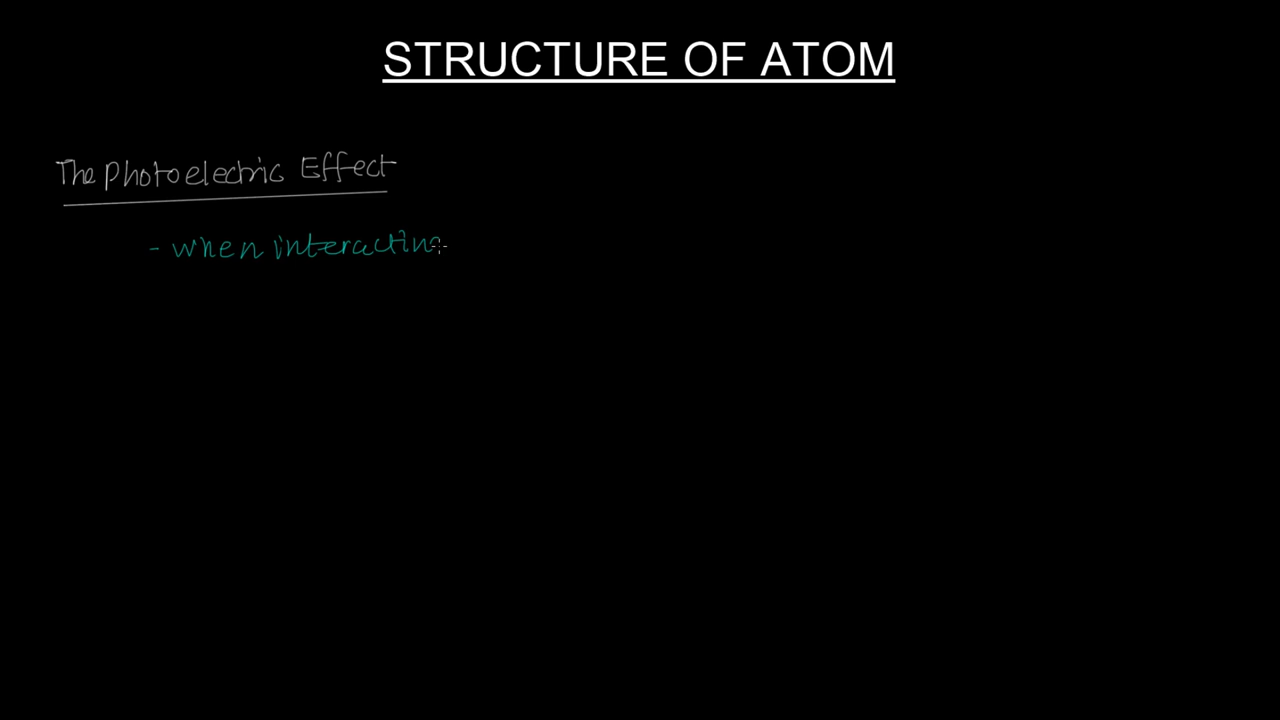 STRUCTURE OF ATOM
The Photoelectric Effect
- when interacting